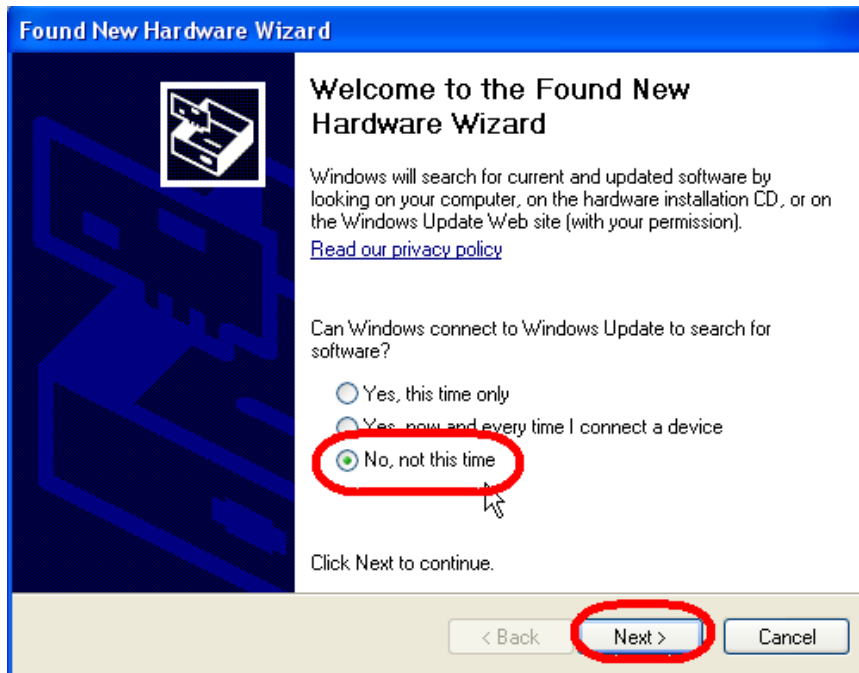 Found New Hardware Wizard
Welcome to the Found New
Hardware Wizard
Windows will search for current and updated software by
looking on your computer, on the hardware installation CD, or on
the Windows Update Web site (with your permission).
Read our privacy policy
Can Windows connect to Windows Update to search for
software?
Yes, this time only
Yes, now and every time I connect a device
No, not this time
Click Next to continue.
< Back
Next >
Cancel